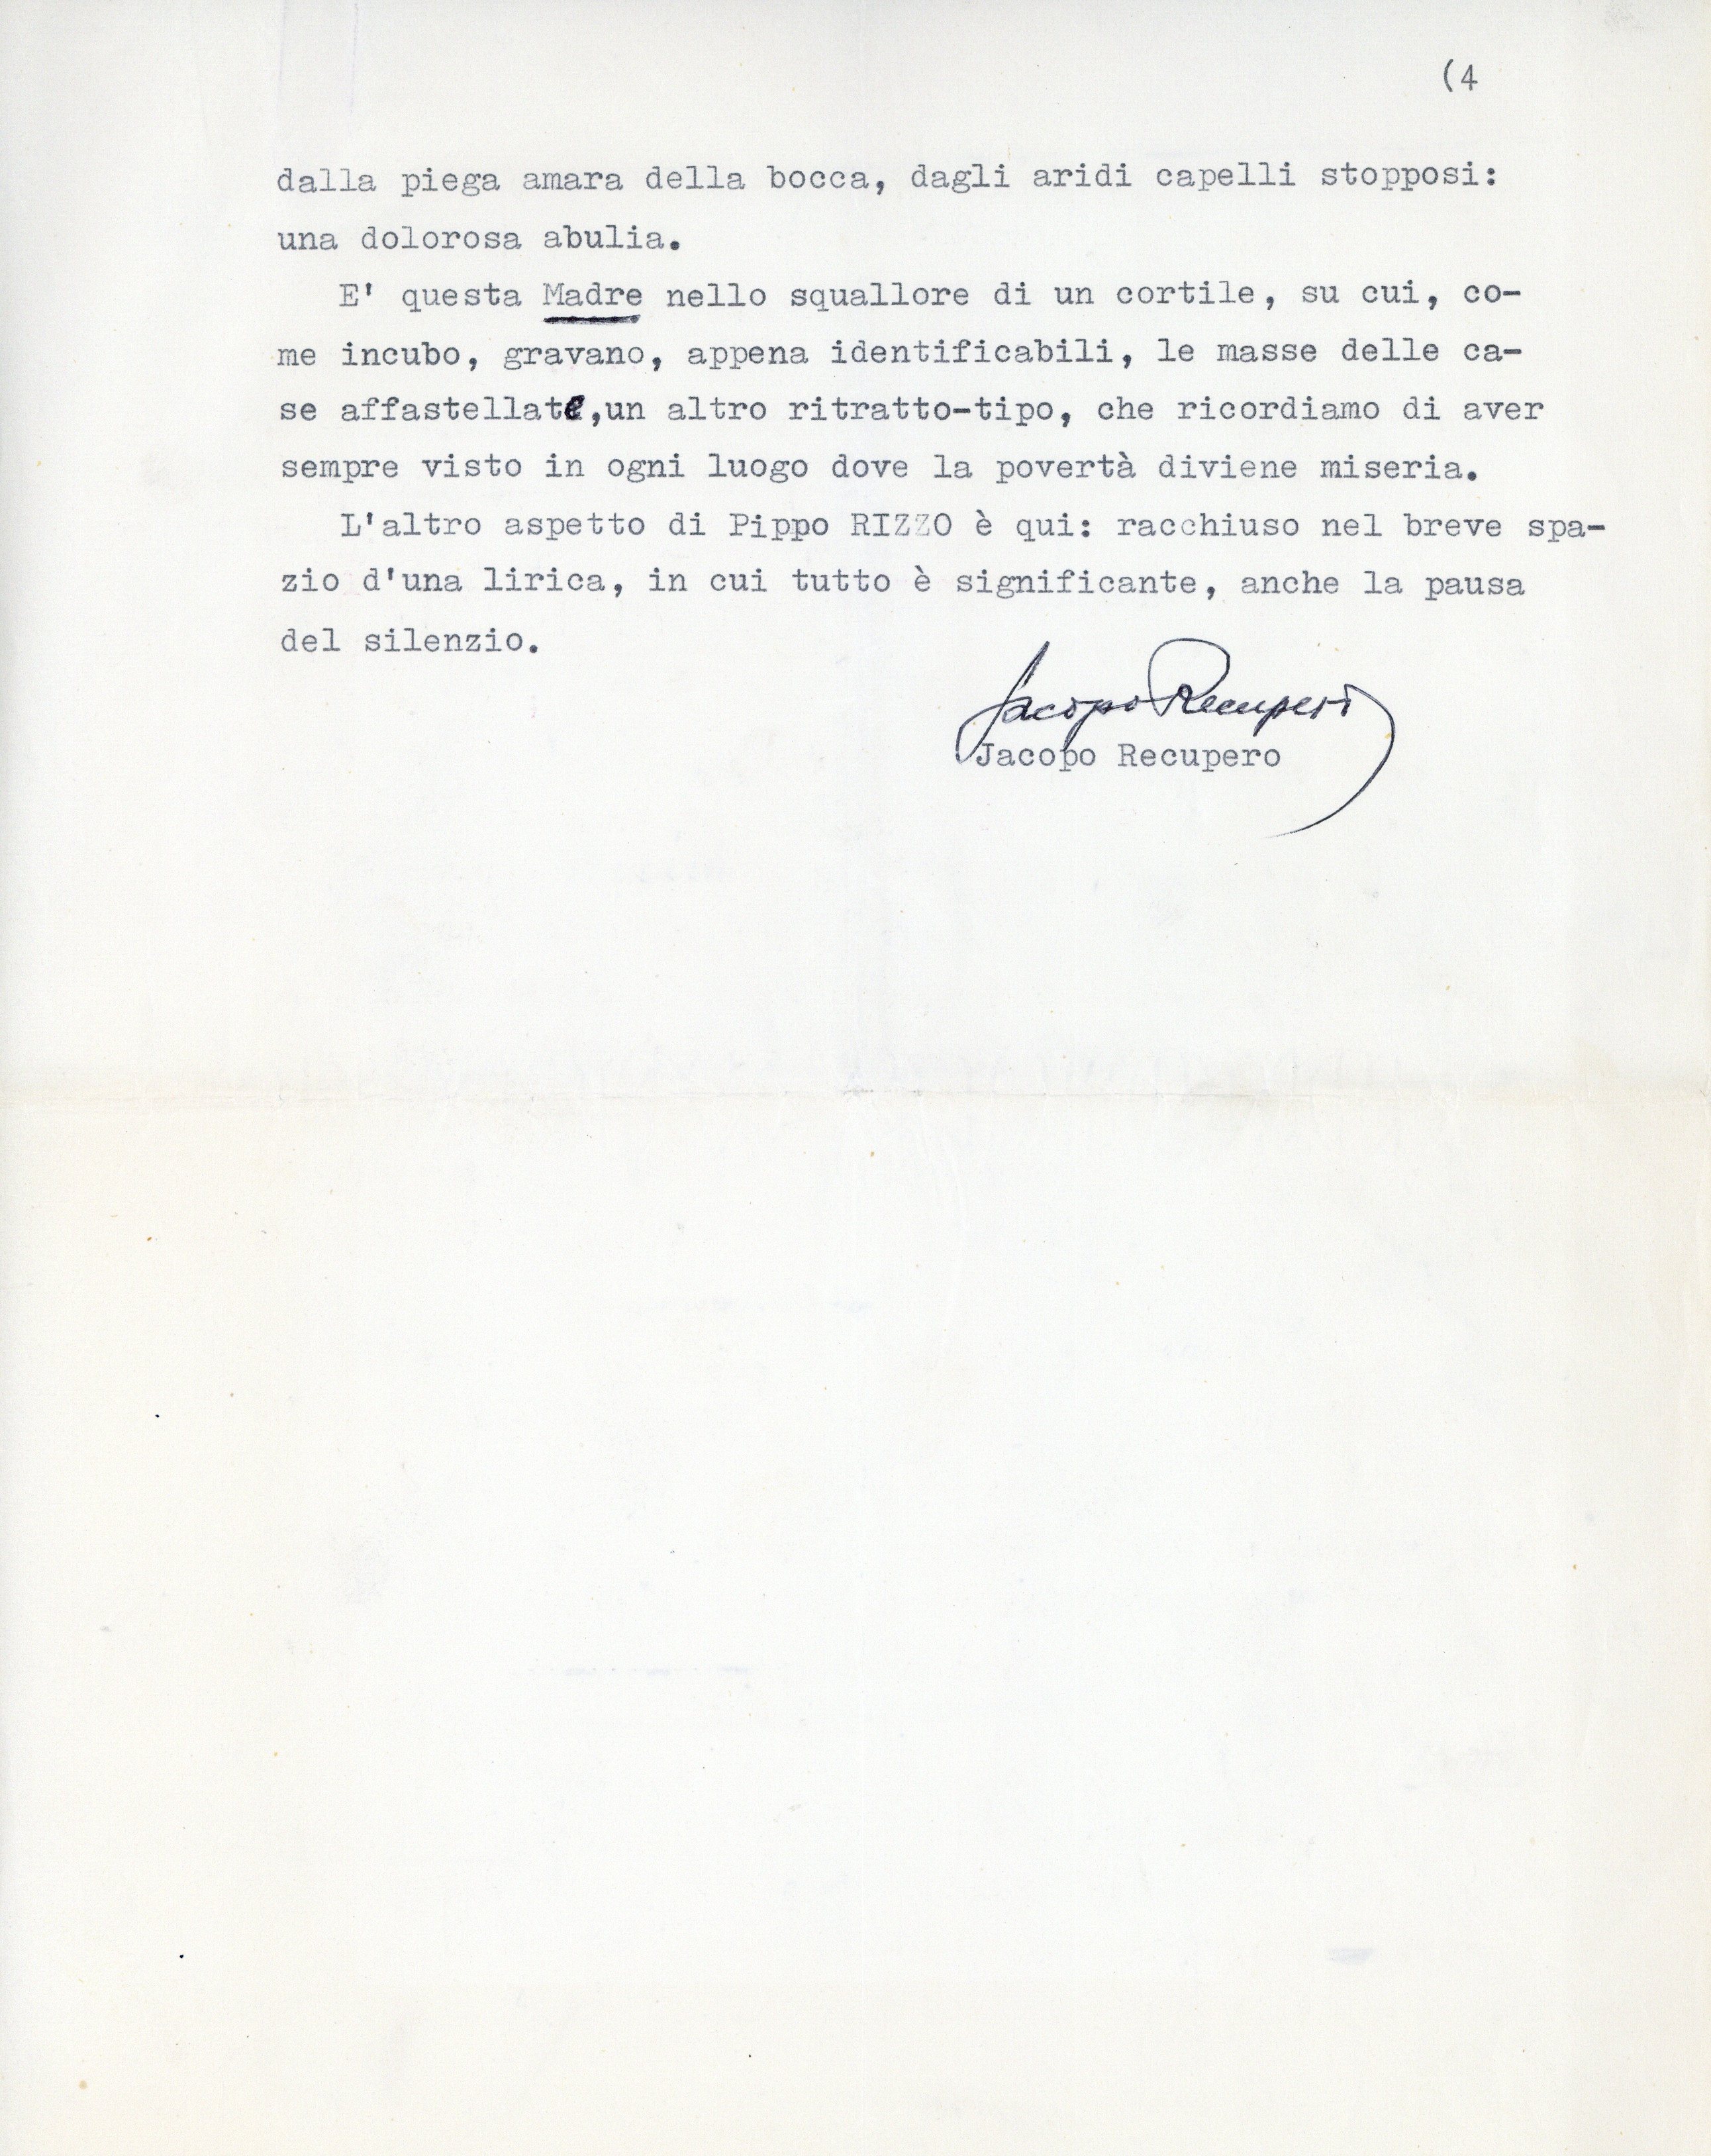 (4
dalla piega amara della bocca, dagli aridi capelli stopposi:
una dolorosa abulia.
E' questa Madre nello squallore di un cortile, su cui, co-
me incubo, gravano, appena identificabili, le masse delle ca-
se affastellate,un altro ritratto-tipo, che ricordiamo di aver
sempre visto in ogni luogo dove la povertà diviene miseria.
L'altro aspetto di Pippo RIZZO è qui: racchiuso nel breve spa-
zio d'una lirica, in cui tutto è significante, anche la pausa
del silenzio.
Jacopo Recupero
Jacopo Recupero